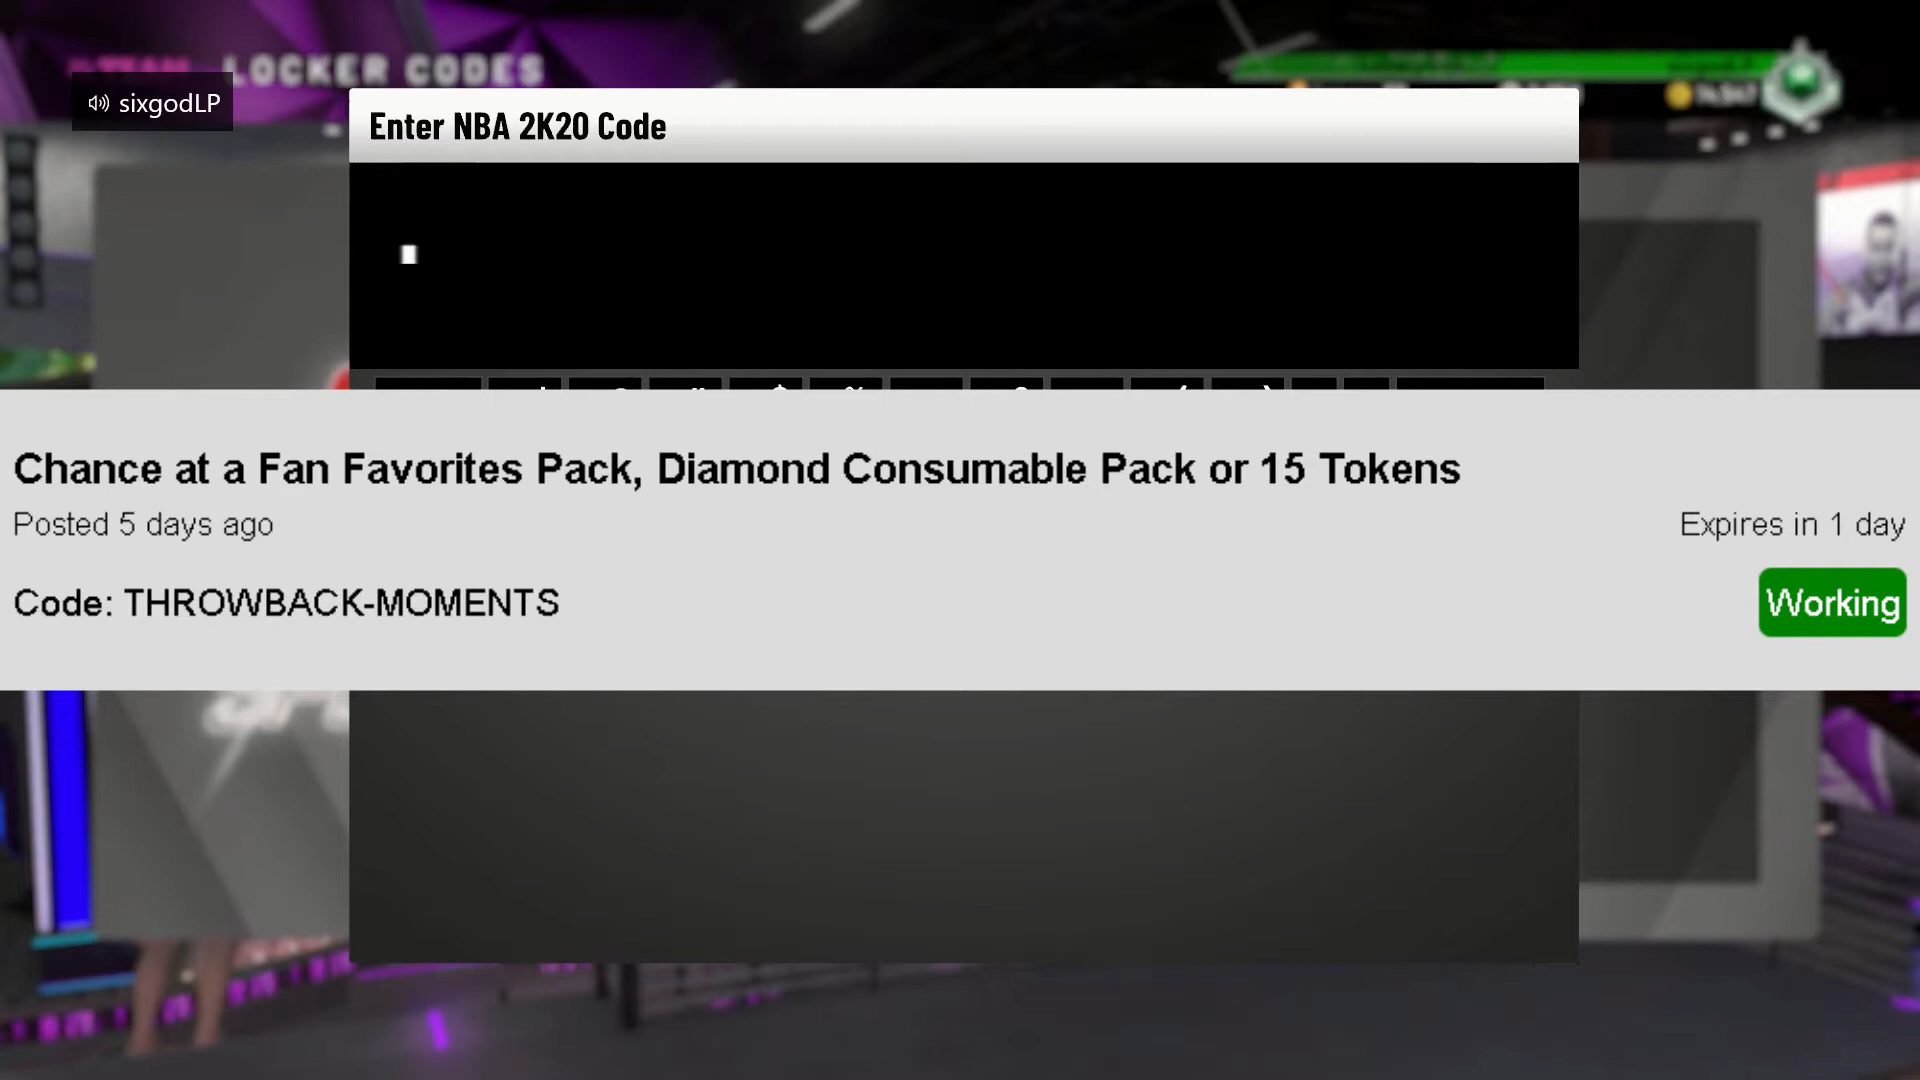 LOCKER CODES
sixgodLP
Enter NBA 2K20 Code
Chance at a Fan Favorites Pack, Diamond Consumable Pack or 15 Tokens
Posted 5 days ago
Expires in 1 day
Code: THROWBACK-MOMENTS
Working